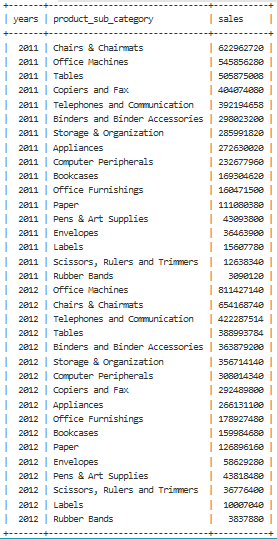 +-------+-----------------------------+-----------+
| years | product_sub_category | sales |
+-------+-----------------------------+-----------+
| 2011 | Chairs & Chairmats | 622962720 |
| 2011 | Office Machines | 545856280 |
| 2011 | Tables | 505875008 |
| 2011 | Copiers and Fax | 404074080 |
| 2011 | Telephones and Communication | 392194658 |
| 2011 | Binders and Binder Accessories | 298023200 |
| 2011 | Storage & Organization | 285991820 |
| 2011 | Appliances | 272630020 |
| 2011 | Computer Peripherals | 232677960 |
| 2011 | Bookcases | 169304620 |
| 2011 | Office Furnishings | 160471500 |
| 2011 | Paper | 111080380 |
| 2011 | Pens & Art Supplies | 43093800 |
| 2011 | Envelopes | 36463900 |
| 2011 | Labels | 15607780 |
| 2011 | Scissors, Rulers and Trimmers | 12638340 |
| 2011 | Rubber Bands | 3090120 |
| 2012 | Office Machines | 811427140 |
| 2012 | Chairs & Chairmats | 654168740 |
| 2012 | Telephones and Communication | 422287514 |
| 2012 | Tables | 388993784 |
| 2012 | Binders and Binder Accessories | 363879200 |
| 2012 | Storage & Organization | 356714140 |
| 2012 | Computer Peripherals | 308014340 |
| 2012 | Copiers and Fax | 292489800 |
| 2012 | Appliances | 266131100 |
| 2012 | Office Furnishings | 178927480 |
| 2012 | Bookcases | 159984680 |
| 2012 | Paper | 126896160 |
| 2012 | Envelopes | 58629280 |
| 2012 | Pens & Art Supplies | 43818480 |
| 2012 | Scissors, Rulers and Trimmers | 36776400 |
| 2012 | Labels | 10007040 |
| 2012 | Rubber Bands | 3837880 |
+-------+-----------------------------+-----------+